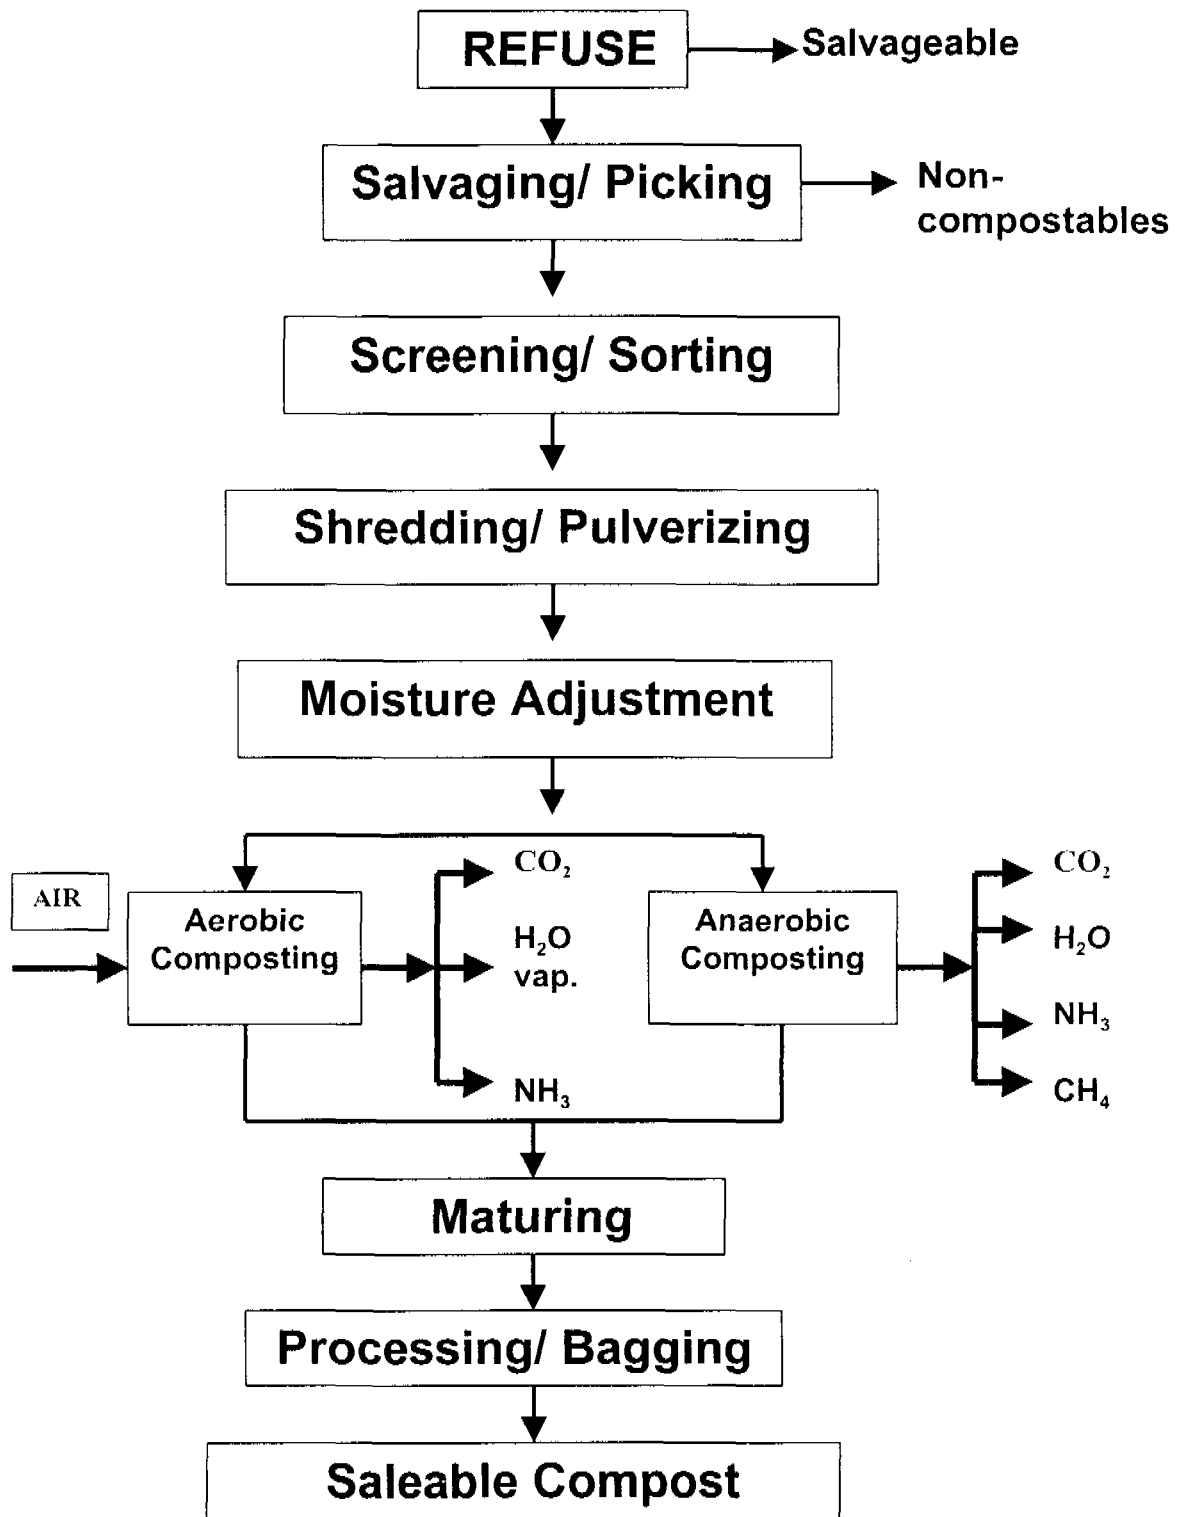 REFUSE
Salvageable
Salvaging/ Picking
Non-
compostables
Screening/ Sorting
Shredding/ Pulverizing
Moisture Adjustment
AIR
Aerobic
Composting
CO₂
H₂O
vap.
NH₃
Anaerobic
Composting
CO₂
H₂O
NH₃
CH₄
Maturing
Processing/ Bagging
Saleable Compost